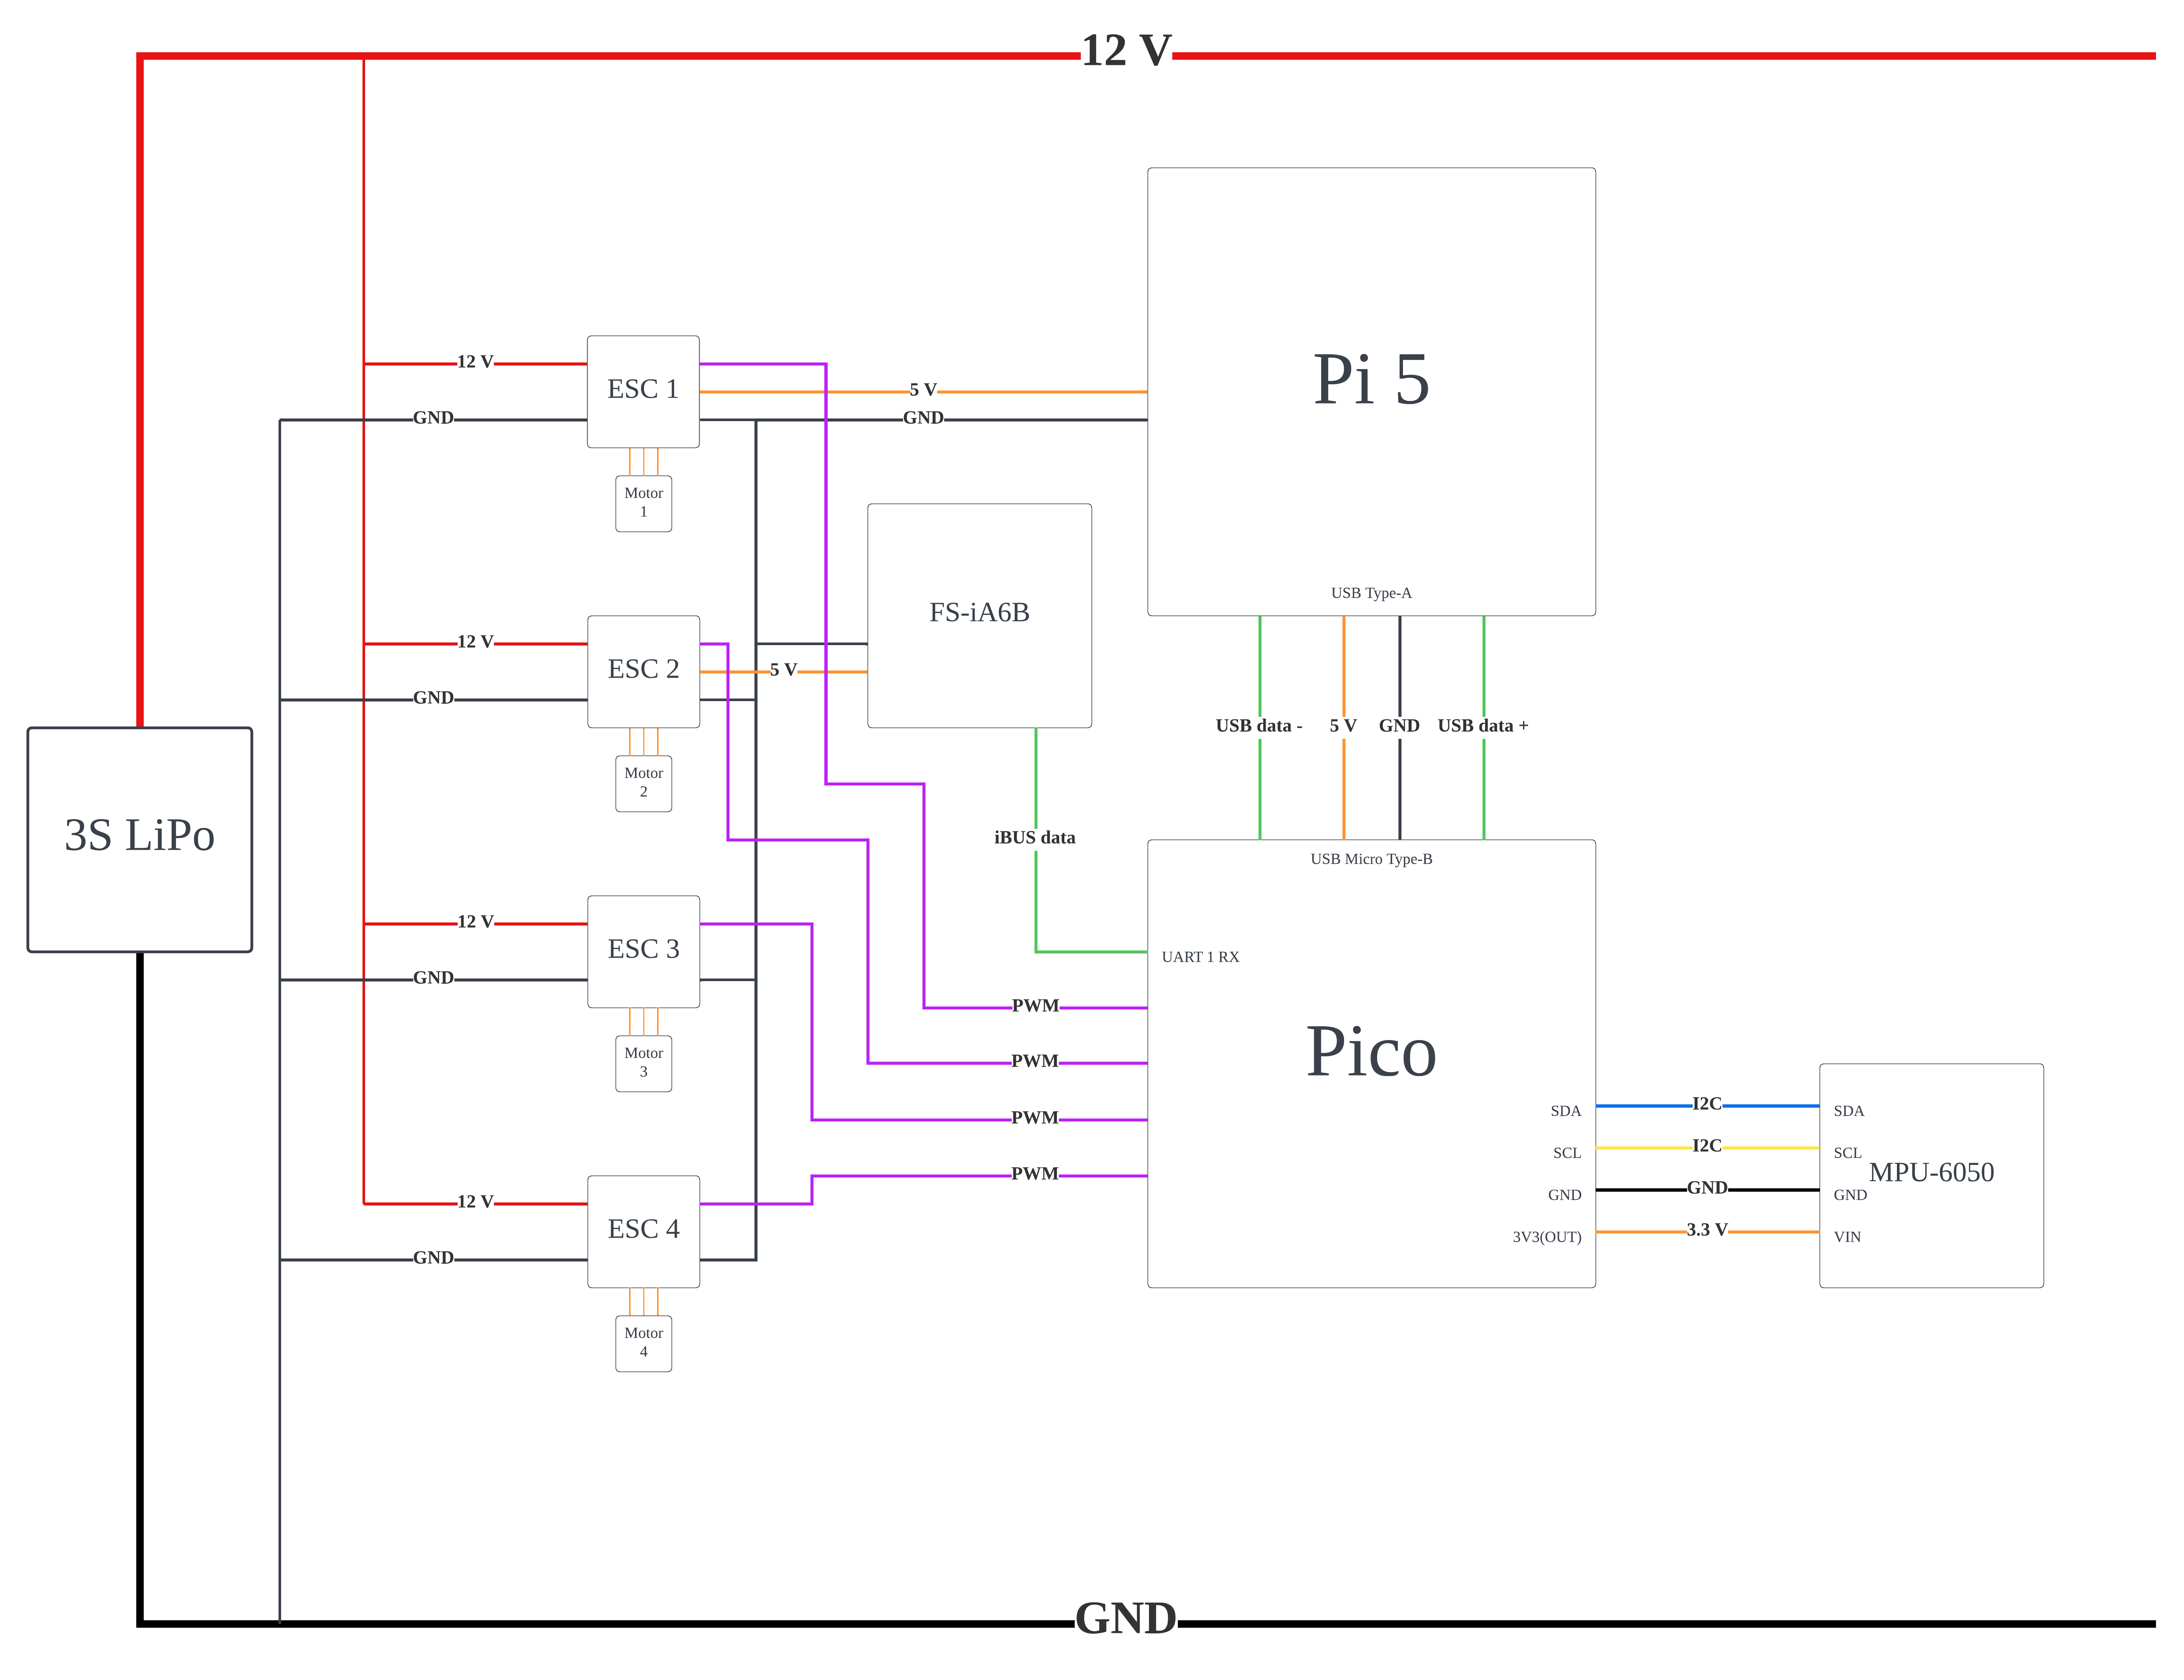 12 V
Pi 5
12 V
ESC 1
5 V
GND
GND
Motor
1
FS-iA6B
USB Type-A
12 V
ESC 2
5 V
GND
USB data -
5 V
GND
USB data +
Motor
2
3S LiPo
iBUS data
USB Micro Type-B
12 V
ESC 3
UART 1 RX
GND
PWM
Motor
3
Pico
PWM
SDA
I2C
SDA
PWM
SCL
I2C
SCL
MPU-6050
PWM
GND
GND
GND
12 V
ESC 4
3V3(OUT)
3.3 V
VIN
GND
Motor
4
GND